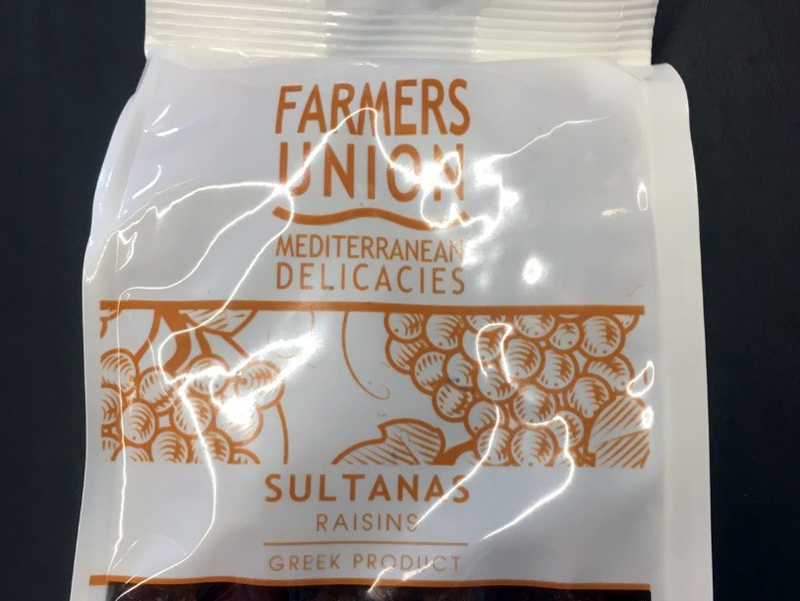 FARMERS
UNION
MEDITERRANEAN
DELICACIES
SULTANAS
RAISINS
GREEK PRODUCT